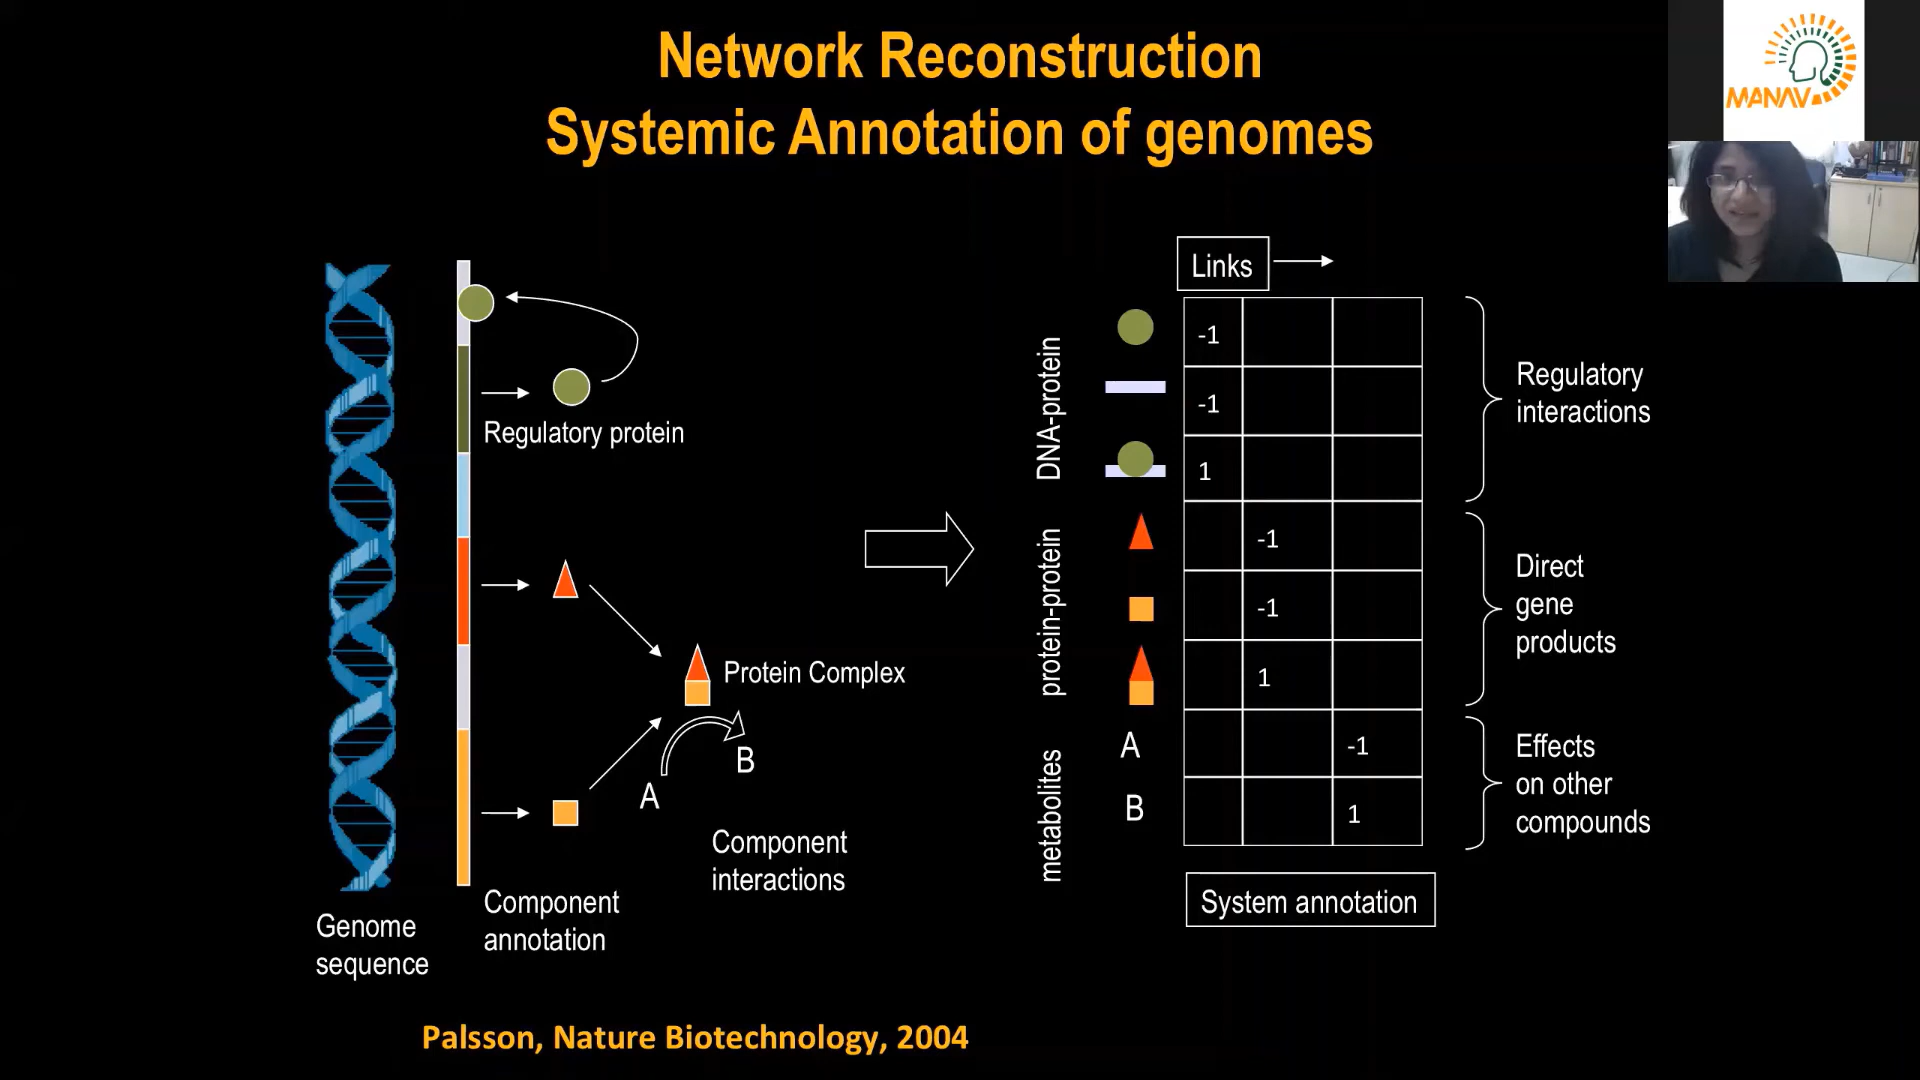 Network Reconstruction
Systemic Annotation of genomes
MANAV
Links
-1
-1
1
-1
-1
1
-1
1
DNA-protein
protein-protein
metabolites
A
B
Regulatory
interactions
Direct
gene
products
Effects
on other
compounds
System annotation
Regulatory protein
Protein Complex
B
A
Component
interactions
Component
annotation
Genome
sequence
Palsson, Nature Biotechnology, 2004